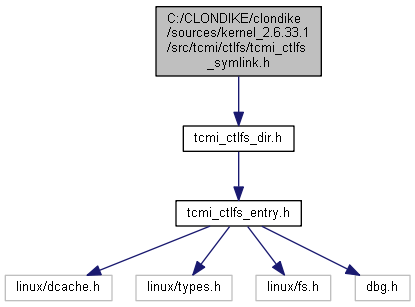 C:/CLONDIKE/clondike
/sources/kernel_2.6.33.1
/src/tcmi/ctlfs/tcmi_ctlfs
_symlink.h
tcmi_ctlfs_dir.h
tcmi_ctlfs_entry.h
linux/dcache.h
linux/types.h
linux/fs.h
dbg.h